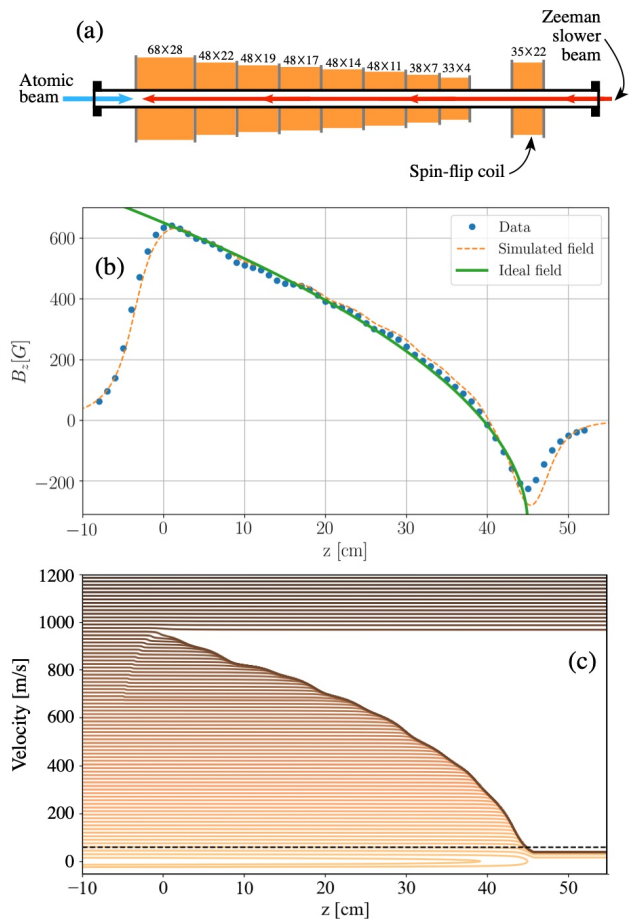 (a)
Zeeman
slower
beam
68×28
48×22
48×19
48×17
48×14
48×11
38×7
33×4
35×22
Atomic
beam
Spin-flip coil
(b)
Data
Simulated field
Ideal field
B_z[G]
600
400
200
0
−200
−10
0
10
20
30
40
50
z [cm]
(c)
Velocity [m/s]
1200
1000
800
600
400
200
0
−10
0
10
20
30
40
50
z [cm]